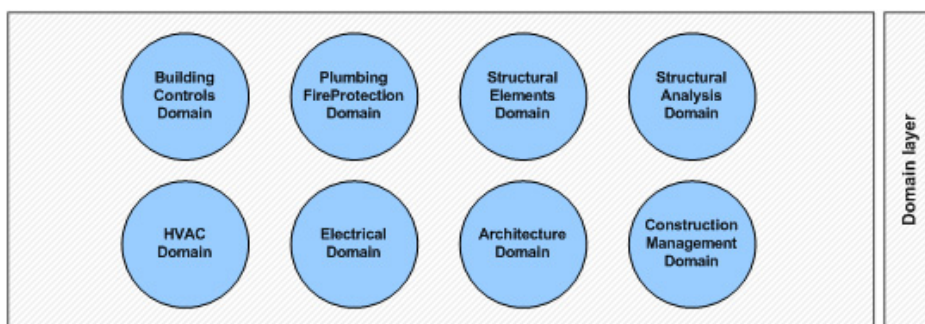 Building
Controls
Domain
Plumbing
FireProtection
Domain
Structural
Elements
Domain
Structural
Analysis
Domain
HVAC
Domain
Electrical
Domain
Architecture
Domain
Construction
Management
Domain
Domain layer